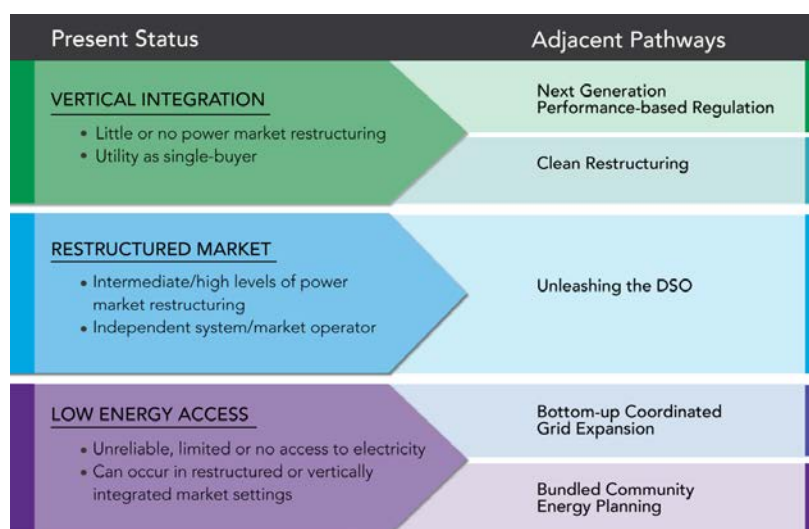 Present Status
Adjacent Pathways
VERTICAL INTEGRATION
• Little or no power market restructuring
• Utility as single-buyer
Next Generation
Performance-based Regulation
Clean Restructuring
RESTRUCTURED MARKET
• Intermediate/high levels of power
market restructuring
• Independent system/market operator
Unleashing the DSO
LOW ENERGY ACCESS
• Unreliable, limited or no access to electricity
• Can occur in restructured or vertically
integrated market settings
Bottom-up Coordinated
Grid Expansion
Bundled Community
Energy Planning